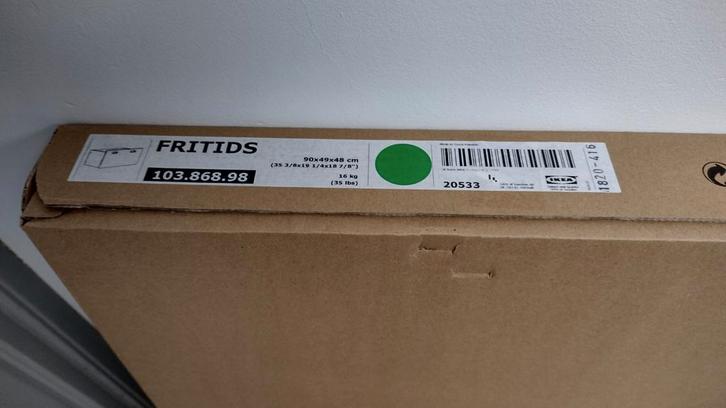 FRITIDS
103.868.98
90x49x48 cm
(35 3/8x19 1/4x18 7/8")
16 kg
(35 lbs)
20533
IKEA
1820-416